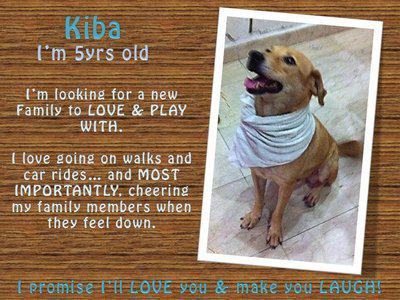 Kiba
I'm 5yrs old
I'm looking for a new
Family to LOVE & PLAY
WITH.
I love going on walks and
car rides... and MOST
IMPORTANTLY, cheering
my family members when
they feel down.
I promise I'll LOVE you & make you LAUGH!